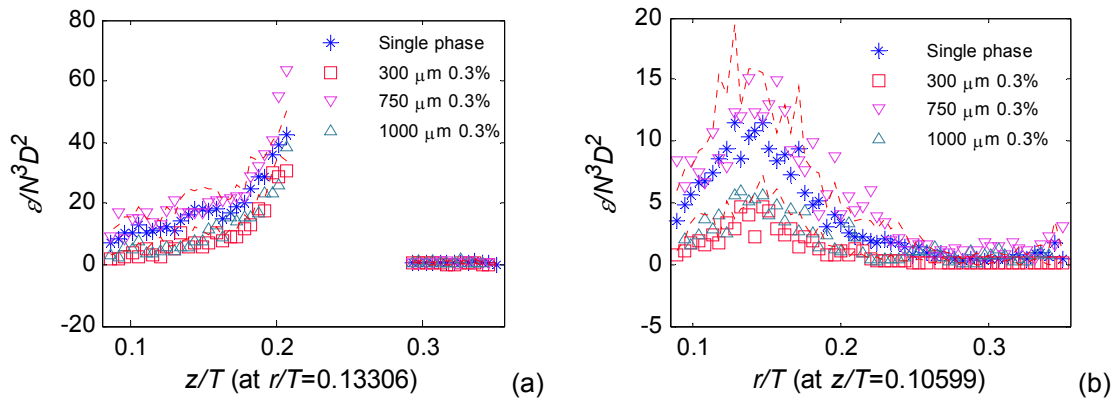 80
60
40
20
0
-20
ε/N³D²
0.1
0.2
0.3
z/T (at r/T=0.13306)
Single phase
300 μm 0.3%
750 μm 0.3%
1000 μm 0.3%
(a)
20
15
10
5
0
-5
ε/N³D²
0.1
0.2
0.3
r/T (at z/T=0.10599)
Single phase
300 μm 0.3%
750 μm 0.3%
1000 μm 0.3%
(b)